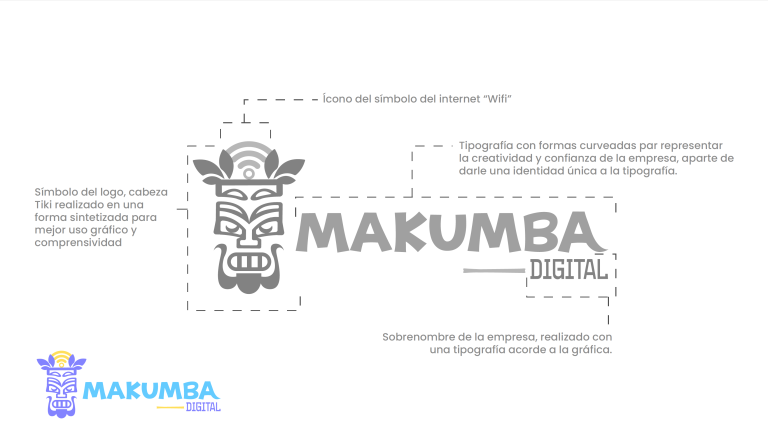 Ícono del símbolo del internet “Wifi”
Tipografía con formas curveadas par representar
la creatividad y confianza de la empresa, aparte de
darle una identidad única a la tipografía.
Símbolo del logo, cabeza
Tiki realizado en una
forma sintetizada para
mejor uso gráfico y
comprensividad
MAKUMBA
DIGITAL
Sobrenombre de la empresa, realizado con
una tipografía acorde a la gráfica.
MAKUMBA
DIGITAL